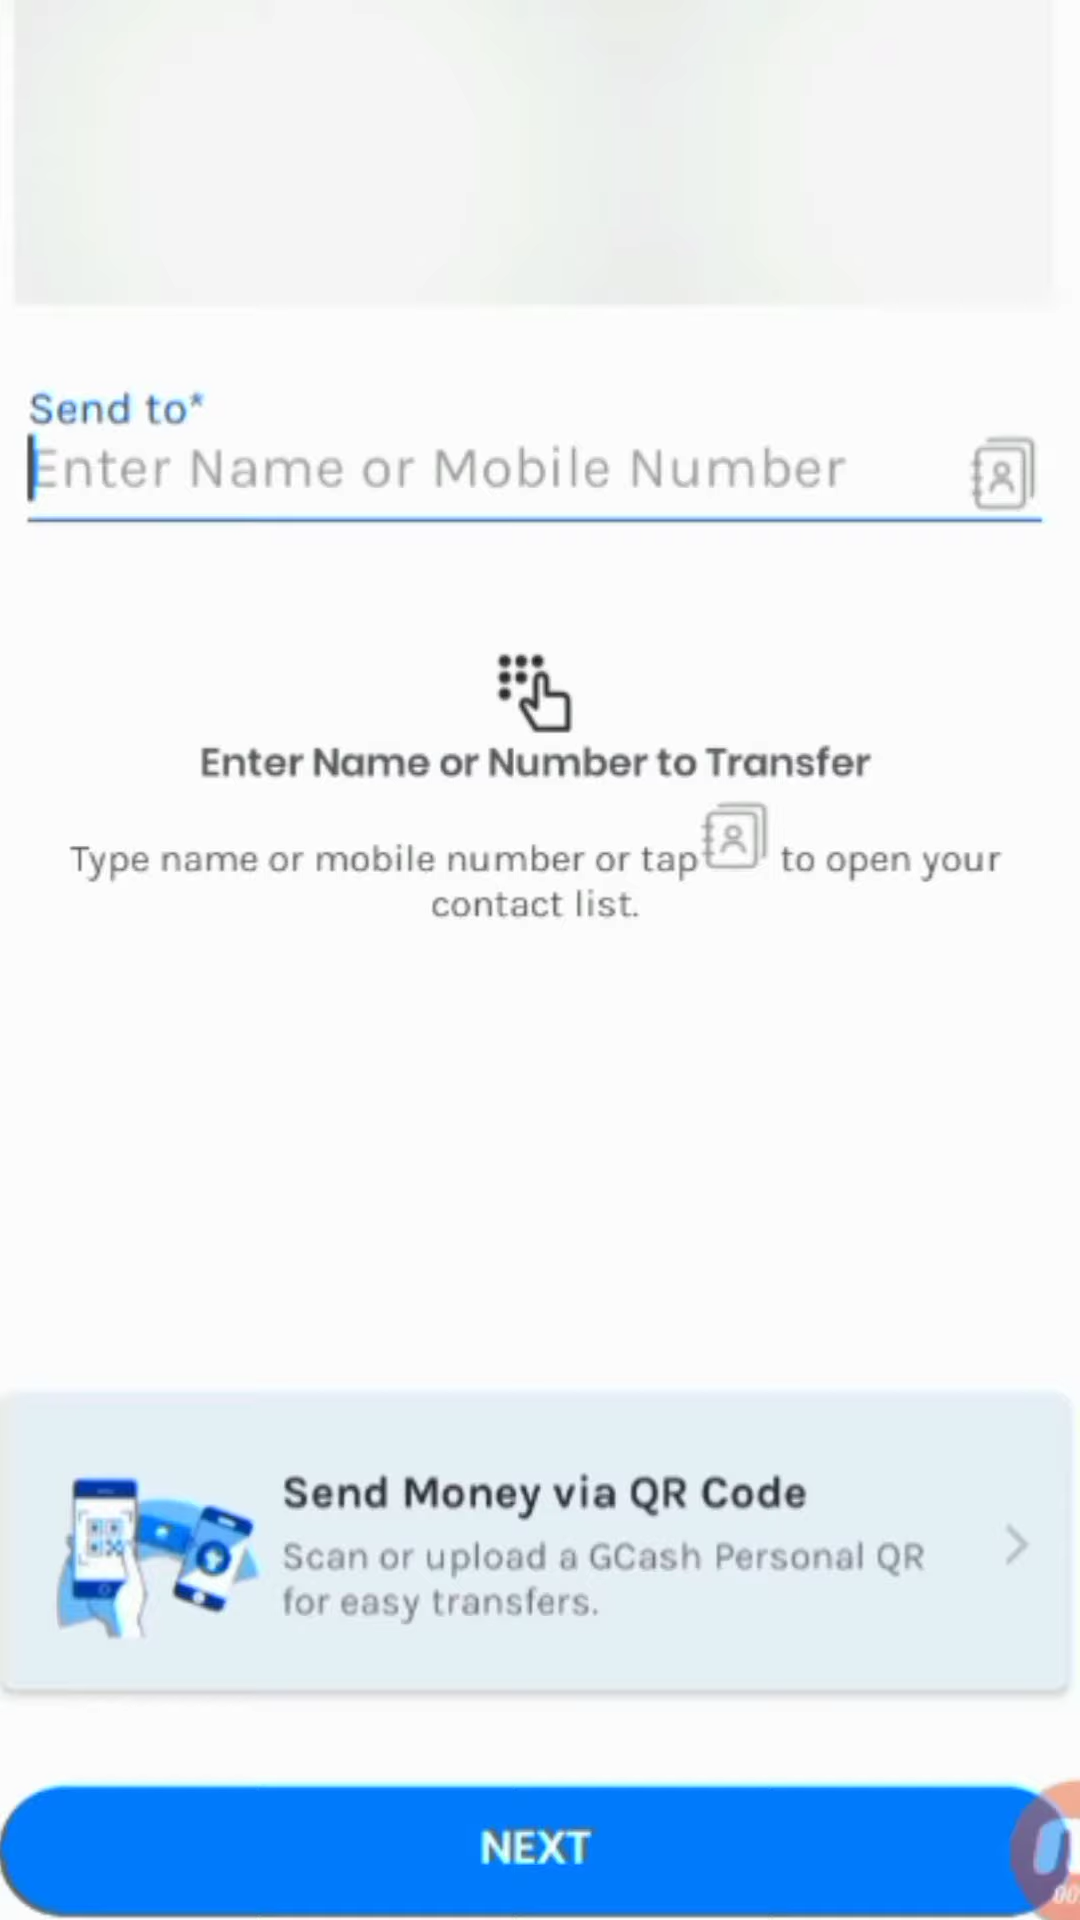 Send to*
Enter Name or Mobile Number
Enter Name or Number to Transfer
Type name or mobile number or tap to open your
contact list.
Send Money via QR Code
Scan or upload a GCash Personal QR
for easy transfers.
NEXT
00